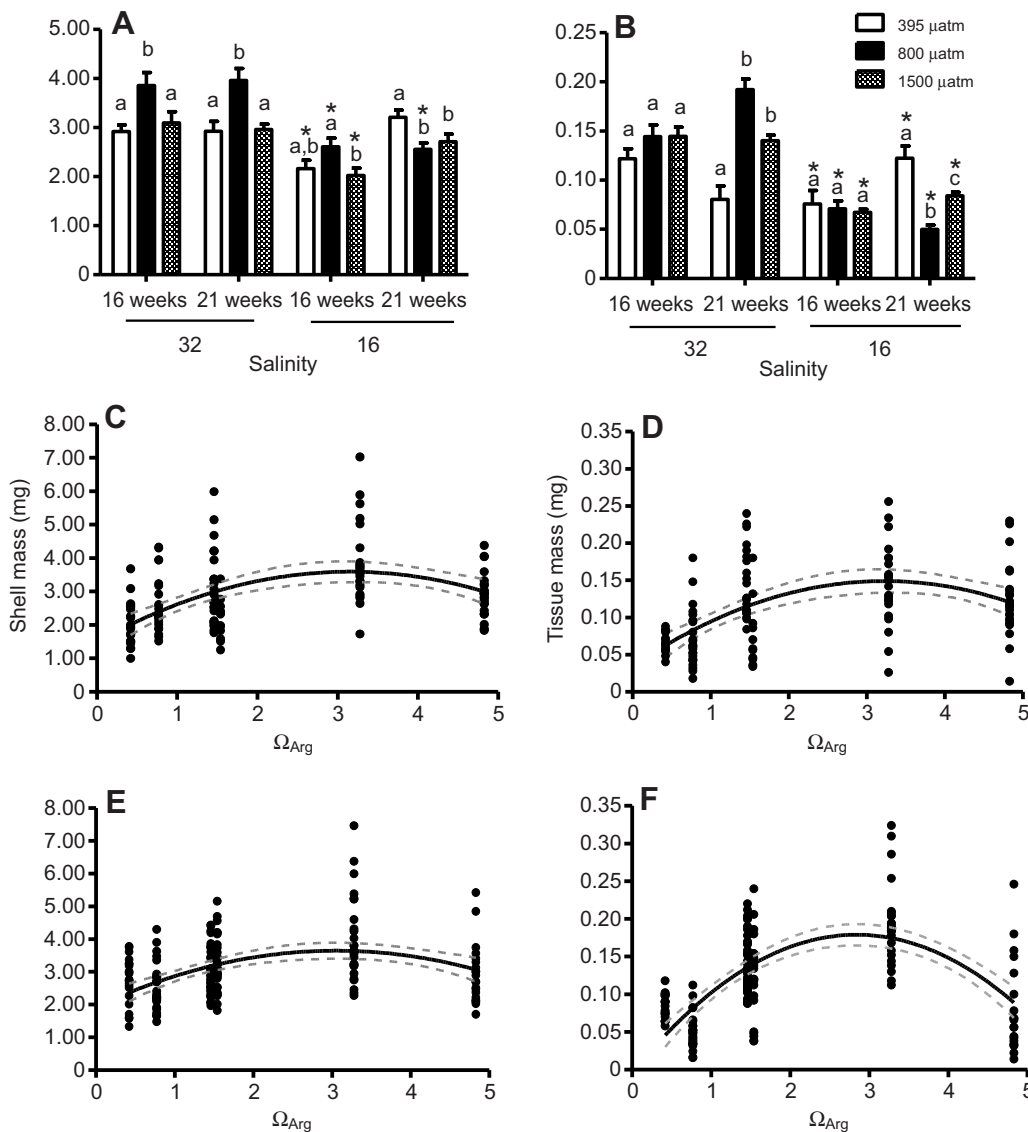 A
5.00
4.00
3.00
2.00
1.00
0
a b a a b a * a,b * a * b a * b b
16 weeks 21 weeks 16 weeks 21 weeks
32 16
Salinity
B
395 μatm
800 μatm
1500 μatm
0.25
0.20
0.15
0.10
0.05
0
a a a a b b * a * a * a * a * b * c
16 weeks 21 weeks 16 weeks 21 weeks
32 16
Salinity
C
Shell mass (mg)
8.00
7.00
6.00
5.00
4.00
3.00
2.00
1.00
0
0 1 2 3 4 5
ΩArg
D
Tissue mass (mg)
0.35
0.30
0.25
0.20
0.15
0.10
0.05
0
0 1 2 3 4 5
ΩArg
E
8.00
7.00
6.00
5.00
4.00
3.00
2.00
1.00
0
0 1 2 3 4 5
ΩArg
F
0.35
0.30
0.25
0.20
0.15
0.10
0.05
0
0 1 2 3 4 5
ΩArg